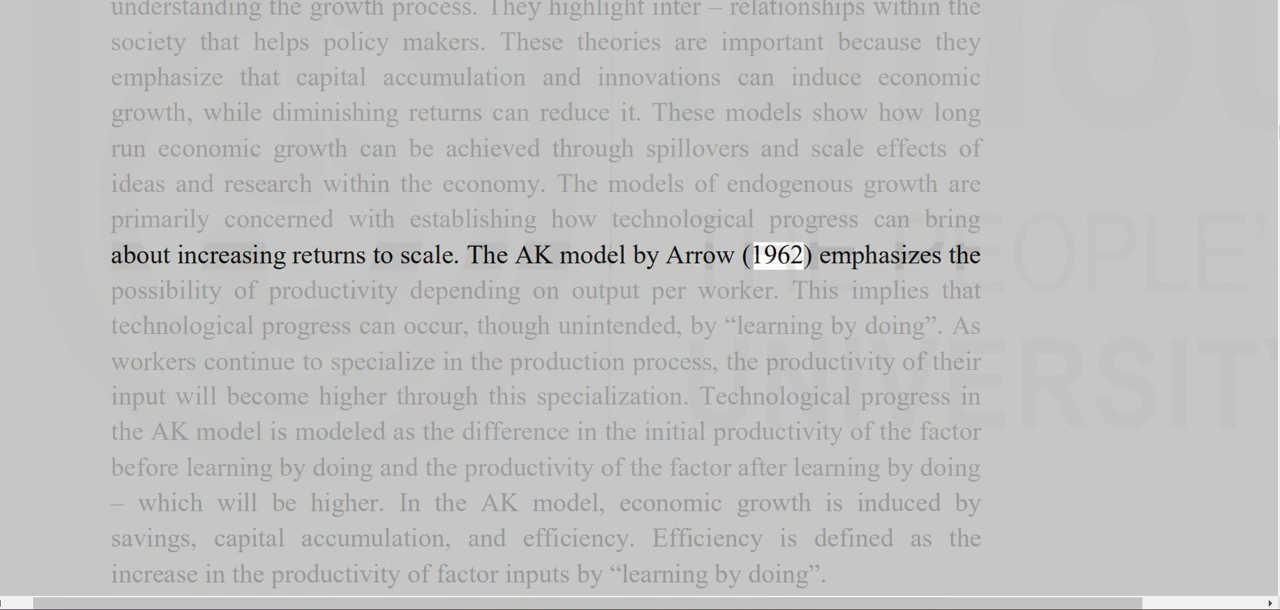 understanding the growth process. They highlight inter – relationships within the
society that helps policy makers. These theories are important because they
emphasize that capital accumulation and innovations can induce economic
growth, while diminishing returns can reduce it. These models show how long
run economic growth can be achieved through spillovers and scale effects of
ideas and research within the economy. The models of endogenous growth are
primarily concerned with establishing how technological progress can bring
about increasing returns to scale. The AK model by Arrow (1962) emphasizes the
possibility of productivity depending on output per worker. This implies that
technological progress can occur, though unintended, by “learning by doing”. As
workers continue to specialize in the production process, the productivity of their
input will become higher through this specialization. Technological progress in
the AK model is modeled as the difference in the initial productivity of the factor
before learning by doing and the productivity of the factor after learning by doing
– which will be higher. In the AK model, economic growth is induced by
savings, capital accumulation, and efficiency. Efficiency is defined as the
increase in the productivity of factor inputs by “learning by doing”.
THE PEOPLE’
UNIVERSITY